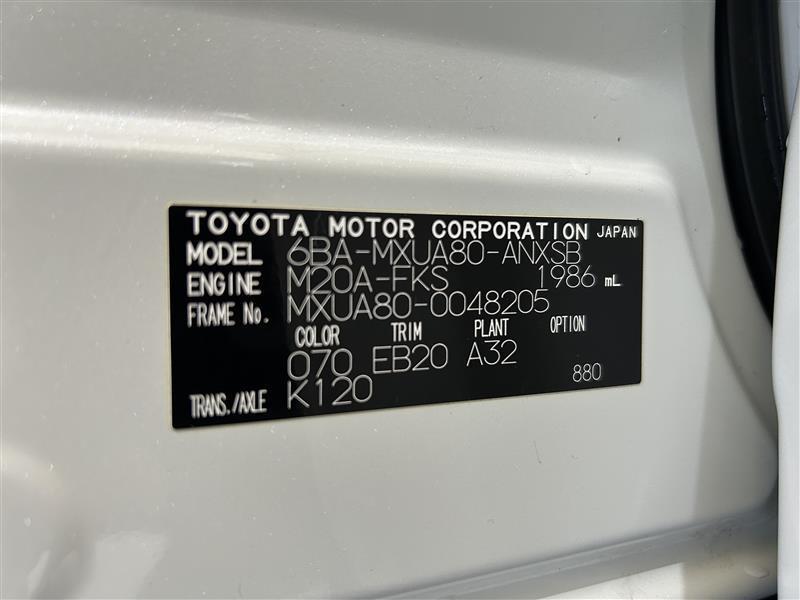 TOYOTA MOTOR CORPORATION JAPAN
MODEL 6BA-MXUA80-ANXSB
ENGINE M20A-FKS 1986 mL
FRAME No. MXUA80-0048205
COLOR TRIM PLANT OPTION
070 EB20 A32
TRANS./AXLE K120 880